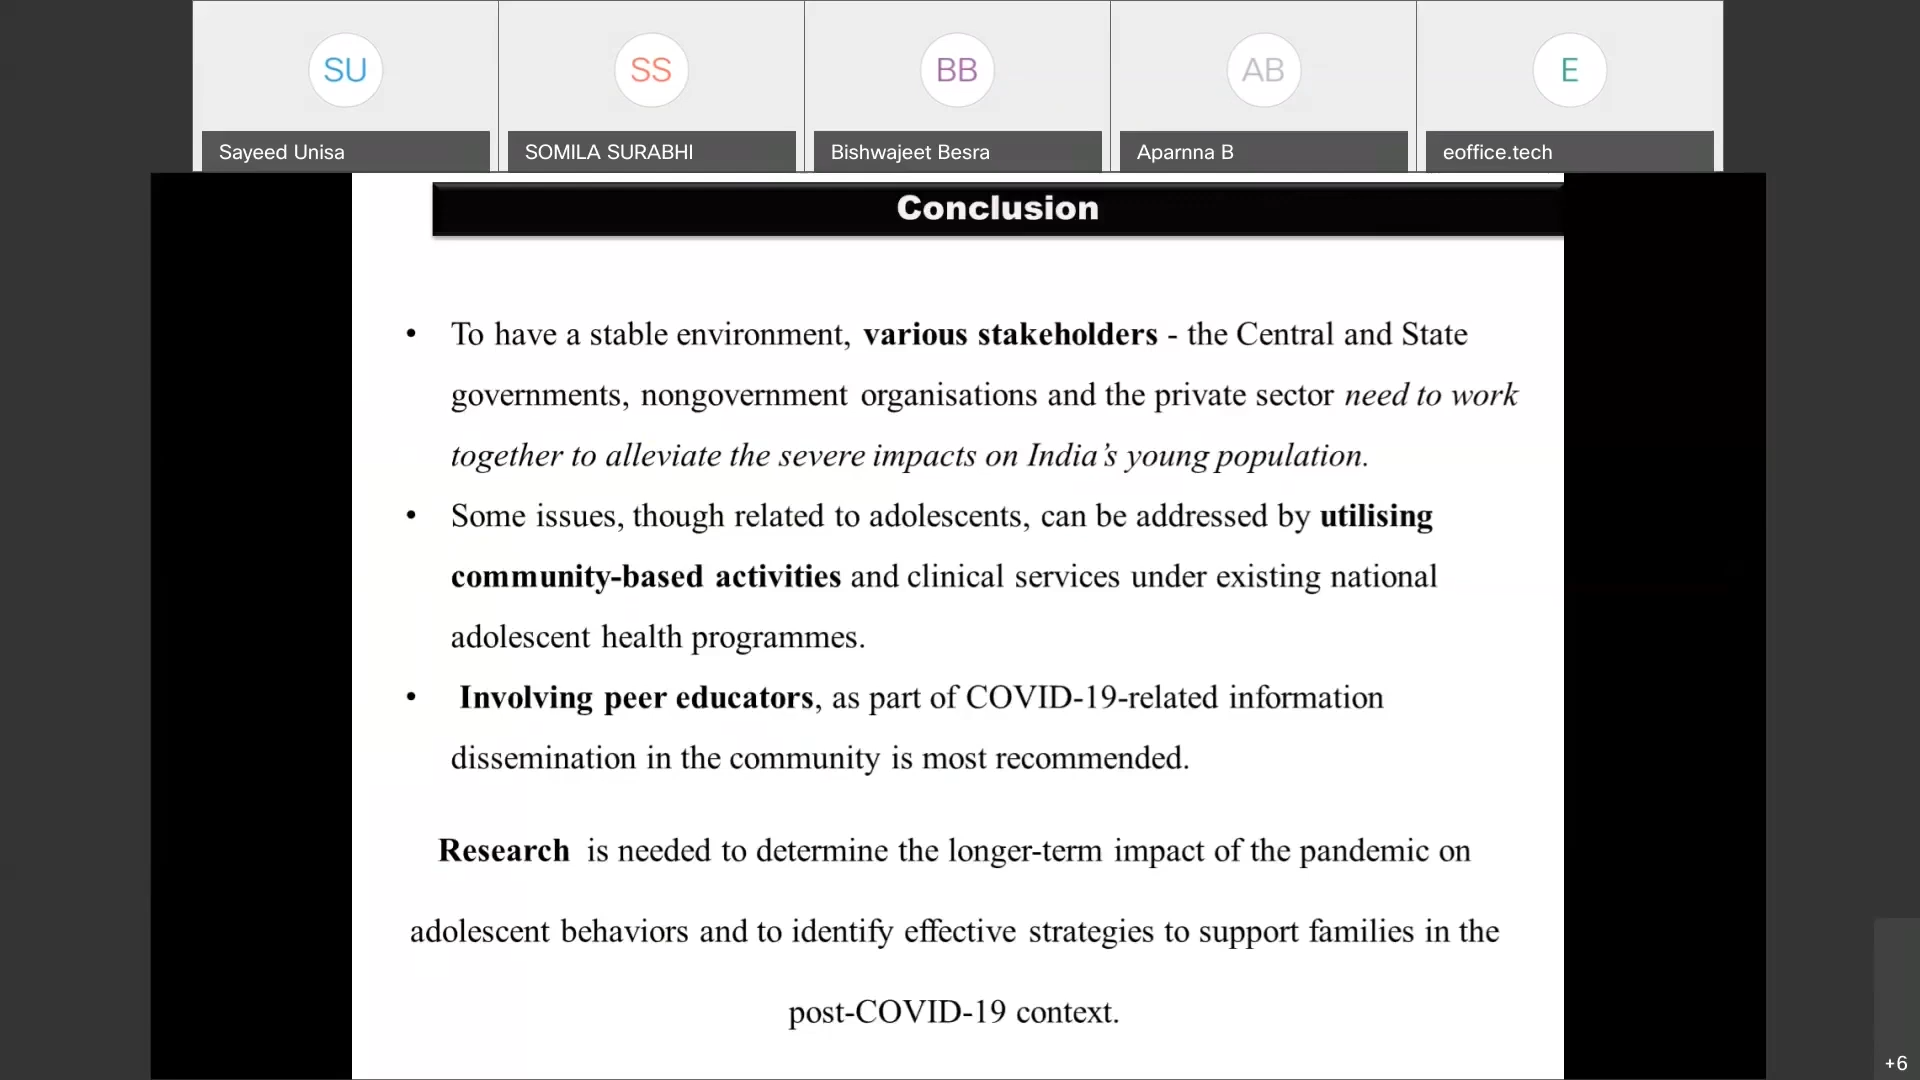 SU
SS
BB
AB
E
Sayeed Unisa
SOMILA SURABHI
Bishwajeet Besra
Aparnna B
eoffice.tech
Conclusion
• To have a stable environment, various stakeholders - the Central and State
governments, nongovernment organisations and the private sector need to work
together to alleviate the severe impacts on India’s young population.
• Some issues, though related to adolescents, can be addressed by utilising
community-based activities and clinical services under existing national
adolescent health programmes.
• Involving peer educators, as part of COVID-19-related information
dissemination in the community is most recommended.
Research is needed to determine the longer-term impact of the pandemic on
adolescent behaviors and to identify effective strategies to support families in the
post-COVID-19 context.
+6